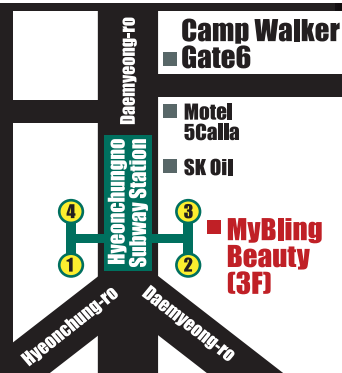 Camp Walker
Gate6
Daemyeong-ro
Motel
5Calla
SK Oil
Hyeonchungno
Subway Station
4
3
1
2
MyBling
Beauty
(3F)
Hyeonchung-ro
Daemyeong-ro